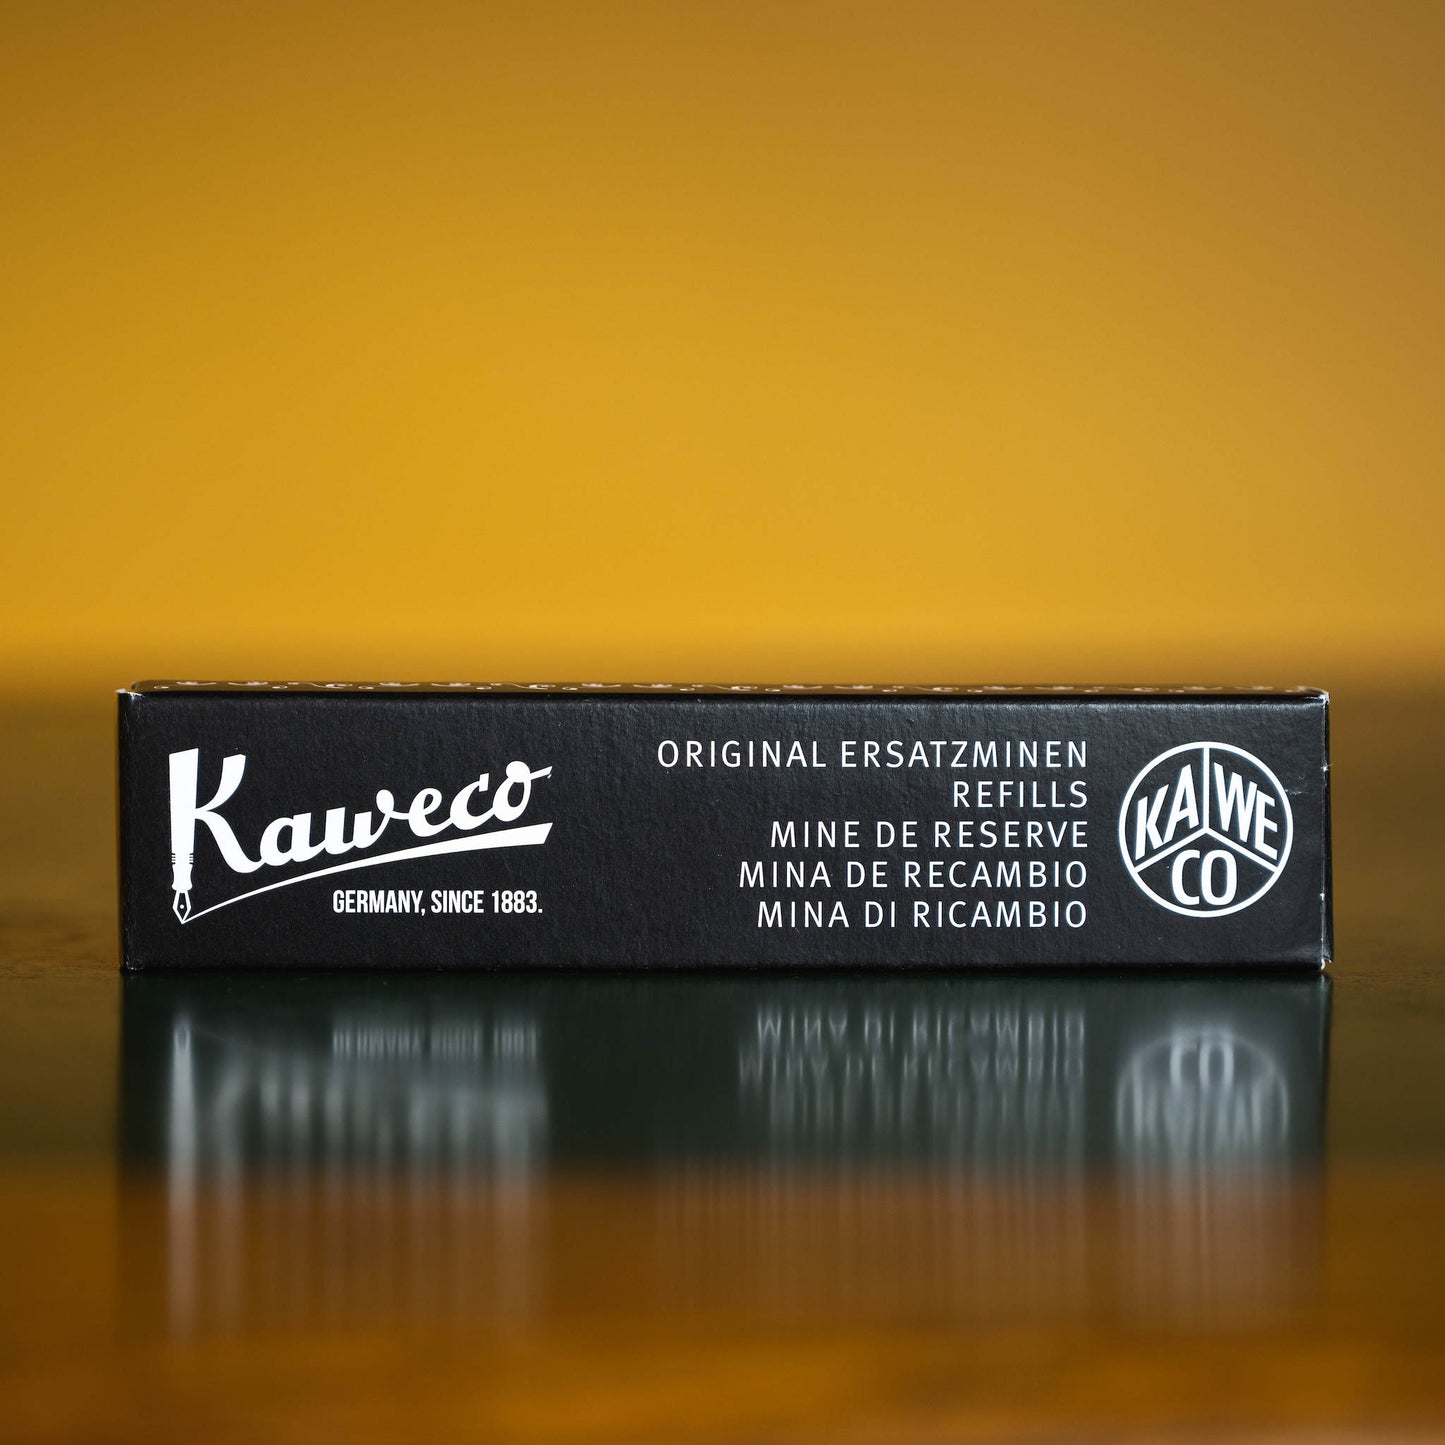 Kaweco
GERMANY, SINCE 1883.
ORIGINAL ERSATZMINEN
REFILLS
MINE DE RESERVE
MINA DE RECAMBIO
MINA DI RICAMBIO
KA WE
CO